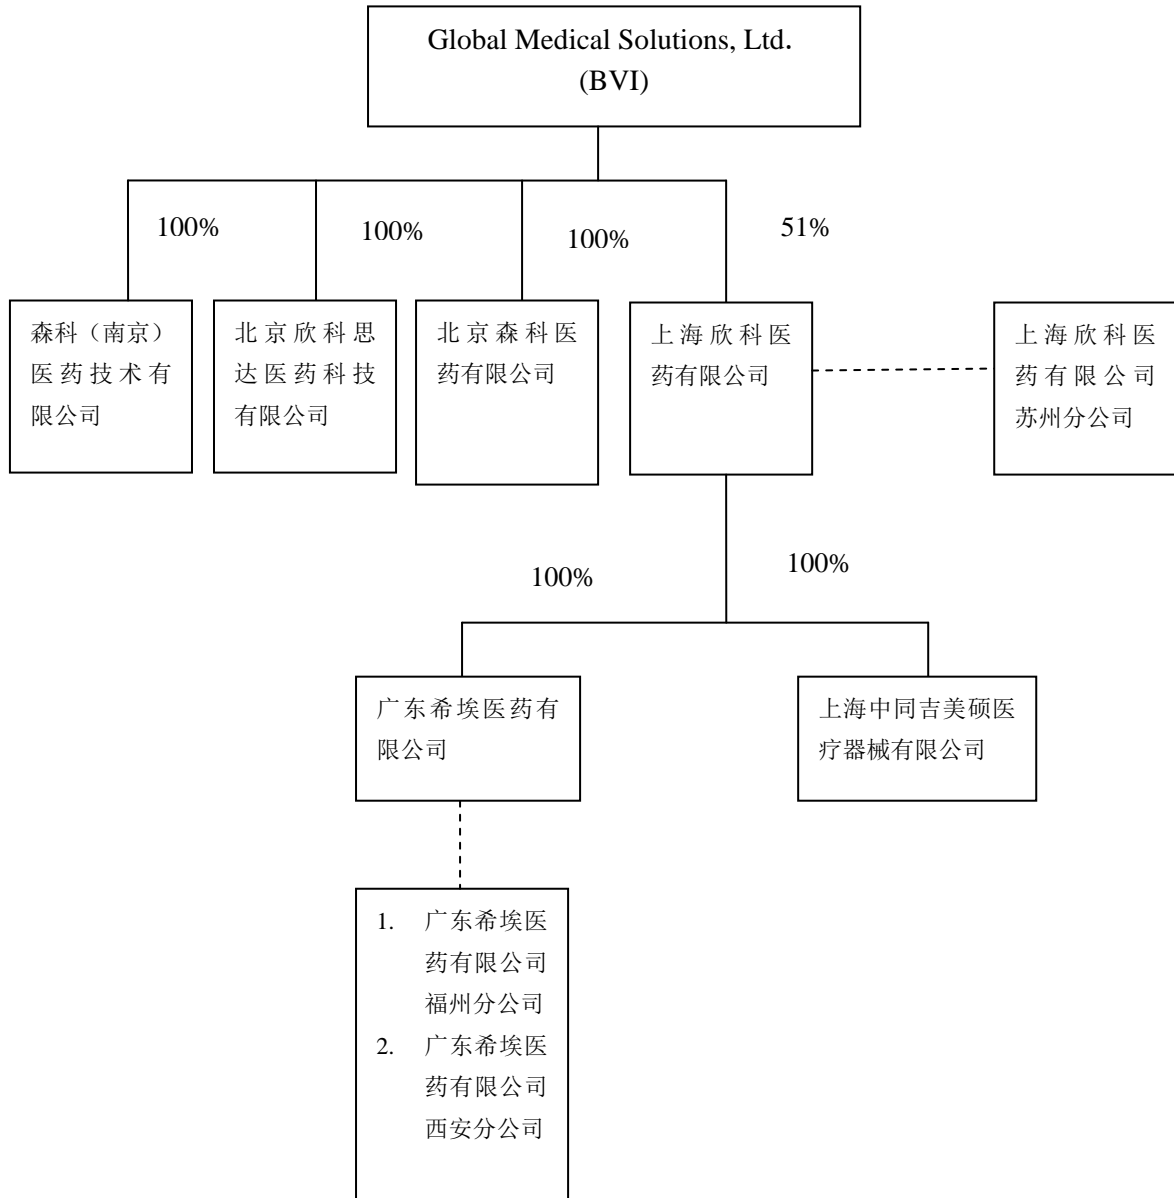 Global Medical Solutions, Ltd.
(BVI)
100%
100%
100%
51%
森科（南京）
医药技术有
限公司
北京欣科思
达医药科技
有限公司
北京森科医
药有限公司
上海欣科医
药有限公司
上海欣科医
药有限公司
苏州分公司
100%
100%
广东希埃医药有
限公司
上海中同吉美硕医
疗器械有限公司
1. 广东希埃医
药有限公司
福州分公司
2. 广东希埃医
药有限公司
西安分公司